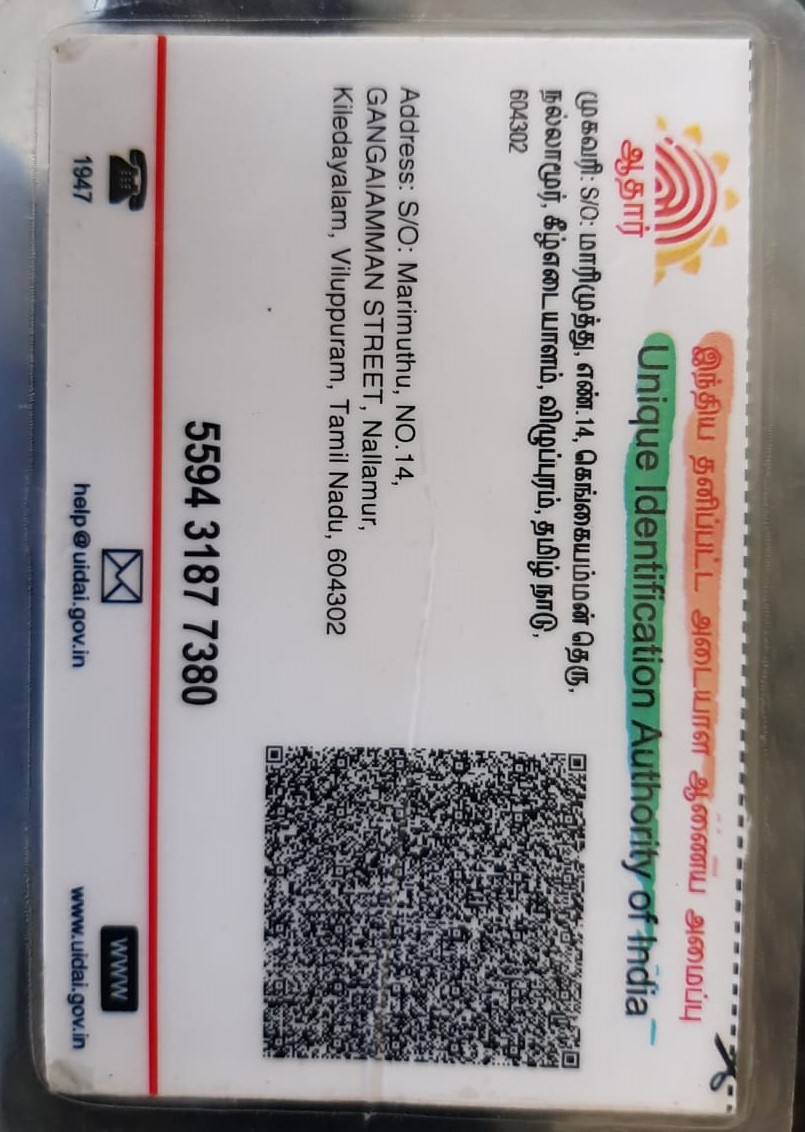 இந்திய தனிப்பட்ட அடையாள ஆணைய அமைப்பு
Unique Identification Authority of India
ஆதார்
முகவரி: S/O: மாரிமுத்து, எண்.14, கெங்கையம்மன் தெரு,
நல்லாமூர், கீழ்எடையாளம், விழுப்புரம், தமிழ் நாடு,
604302
Address: S/O: Marimuthu, NO.14,
GANGAIAMMAN STREET, Nallamur,
Kiledayalam, Viluppuram, Tamil Nadu, 604302
5594 3187 7380
1947
help@uidai.gov.in
WWW
www.uidai.gov.in